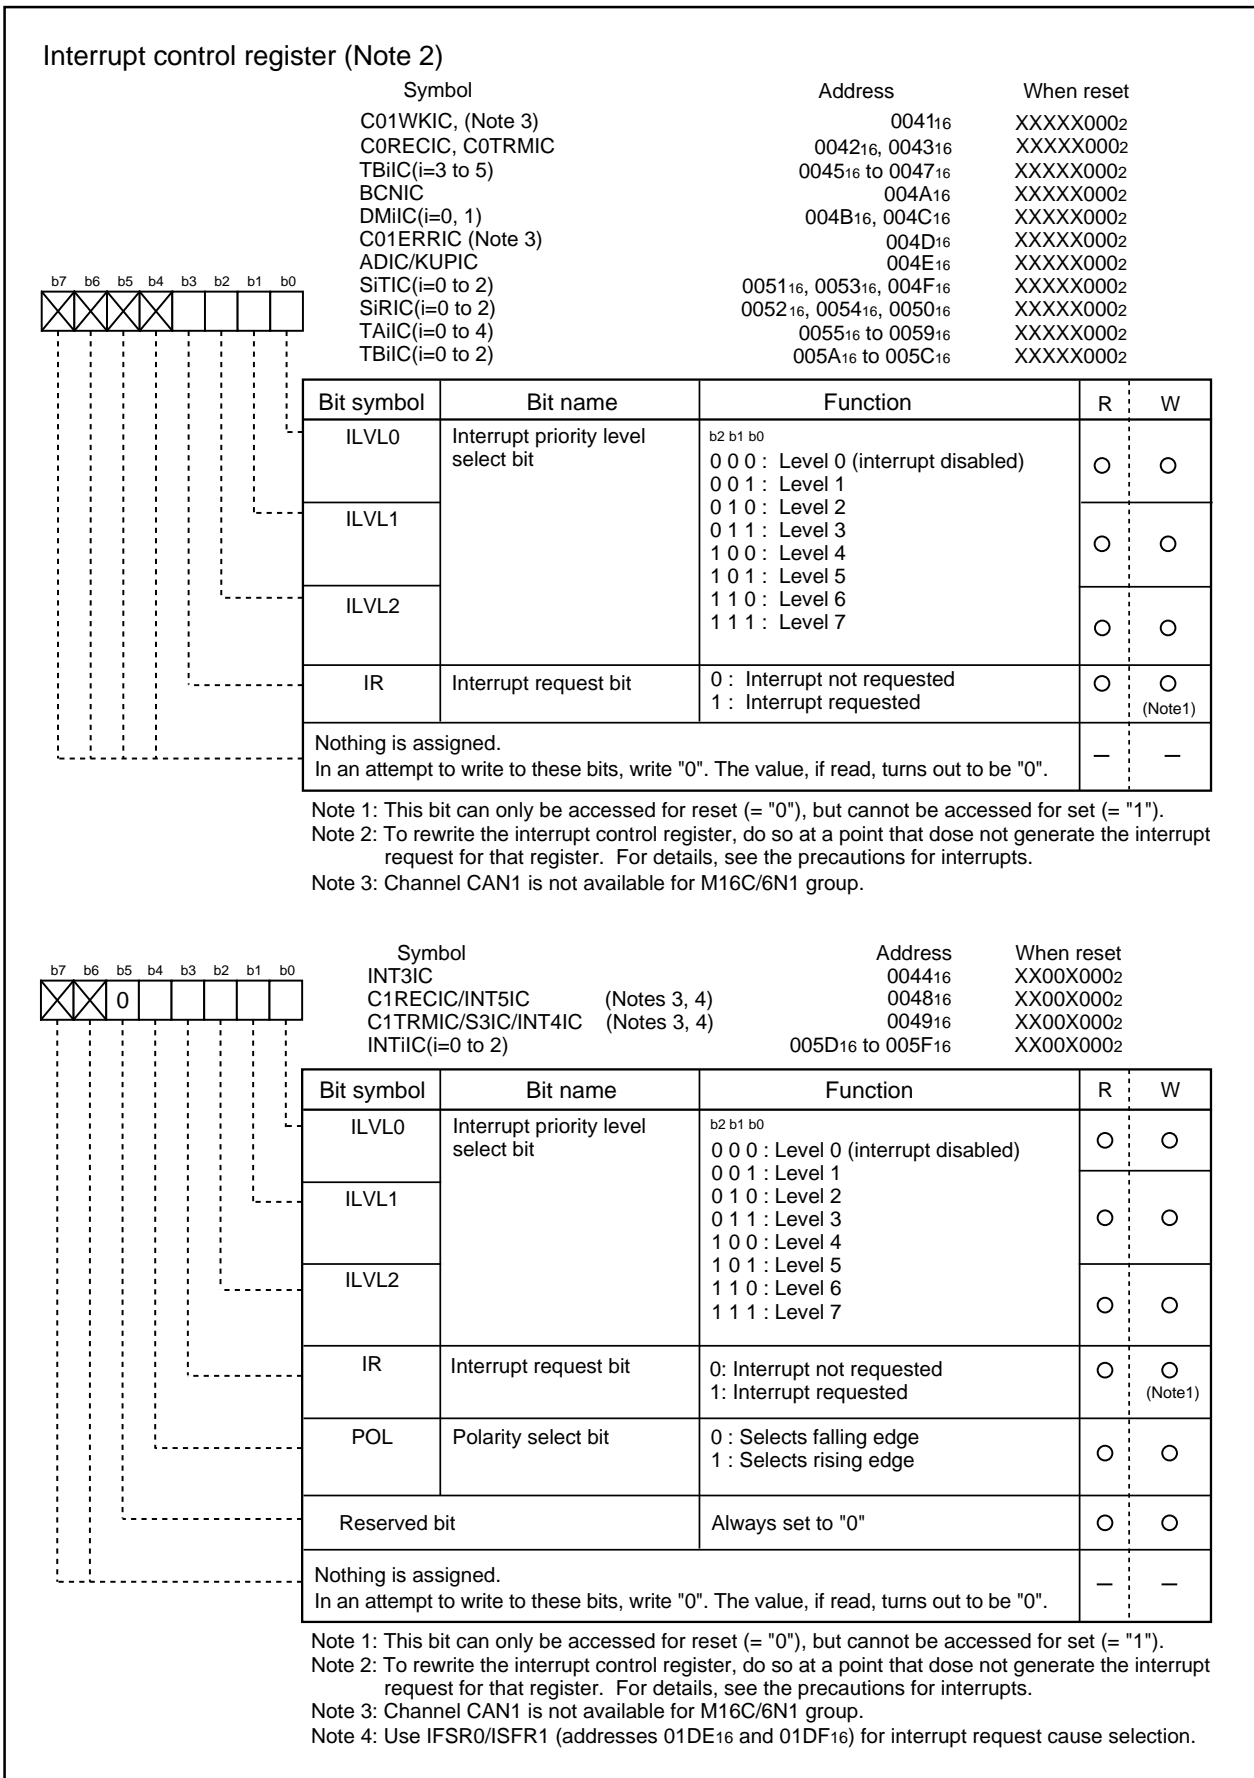 Interrupt control register (Note 2)
Symbol Address When reset
C01WKIC, (Note 3) 004116 XXXXX0002
C0RECIC, C0TRMIC 004216, 004316 XXXXX0002
TBiIC(i=3 to 5) 004516 to 004716 XXXXX0002
BCNIC 004A16 XXXXX0002
DMiIC(i=0, 1) 004B16, 004C16 XXXXX0002
C01ERRIC (Note 3) 004D16 XXXXX0002
ADIC/KUPIC 004E16 XXXXX0002
b7 b6 b5 b4 b3 b2 b1 b0
SiTIC(i=0 to 2) 005116, 005316, 004F16 XXXXX0002
SiRIC(i=0 to 2) 005216, 005416, 005016 XXXXX0002
TAiIC(i=0 to 4) 005516 to 005916 XXXXX0002
TBiIC(i=0 to 2) 005A16 to 005C16 XXXXX0002
Bit symbol Bit name Function R W
ILVL0 Interrupt priority level b2 b1 b0
select bit 0 0 0 : Level 0 (interrupt disabled)
0 0 1 : Level 1
0 1 0 : Level 2
ILVL1 0 1 1 : Level 3
1 0 0 : Level 4
1 0 1 : Level 5
ILVL2 1 1 0 : Level 6
1 1 1 : Level 7
IR Interrupt request bit 0 : Interrupt not requested
1 : Interrupt requested (Note1)
Nothing is assigned.
In an attempt to write to these bits, write "0". The value, if read, turns out to be "0". – –
Note 1: This bit can only be accessed for reset (= "0"), but cannot be accessed for set (= "1").
Note 2: To rewrite the interrupt control register, do so at a point that dose not generate the interrupt
request for that register. For details, see the precautions for interrupts.
Note 3: Channel CAN1 is not available for M16C/6N1 group.
Symbol Address When reset
b7 b6 b5 b4 b3 b2 b1 b0
INT3IC 004416 XX00X0002
0
C1RECIC/INT5IC (Notes 3, 4) 004816 XX00X0002
C1TRMIC/S3IC/INT4IC (Notes 3, 4) 004916 XX00X0002
INTiIC(i=0 to 2) 005D16 to 005F16 XX00X0002
Bit symbol Bit name Function R W
ILVL0 Interrupt priority level b2 b1 b0
select bit 0 0 0 : Level 0 (interrupt disabled)
0 0 1 : Level 1
ILVL1 0 1 0 : Level 2
0 1 1 : Level 3
1 0 0 : Level 4
1 0 1 : Level 5
ILVL2 1 1 0 : Level 6
1 1 1 : Level 7
IR Interrupt request bit 0: Interrupt not requested
1: Interrupt requested (Note1)
POL Polarity select bit 0 : Selects falling edge
1 : Selects rising edge
Reserved bit Always set to "0"
Nothing is assigned.
In an attempt to write to these bits, write "0". The value, if read, turns out to be "0". – –
Note 1: This bit can only be accessed for reset (= "0"), but cannot be accessed for set (= "1").
Note 2: To rewrite the interrupt control register, do so at a point that dose not generate the interrupt
request for that register. For details, see the precautions for interrupts.
Note 3: Channel CAN1 is not available for M16C/6N1 group.
Note 4: Use IFSR0/ISFR1 (addresses 01DE16 and 01DF16) for interrupt request cause selection.